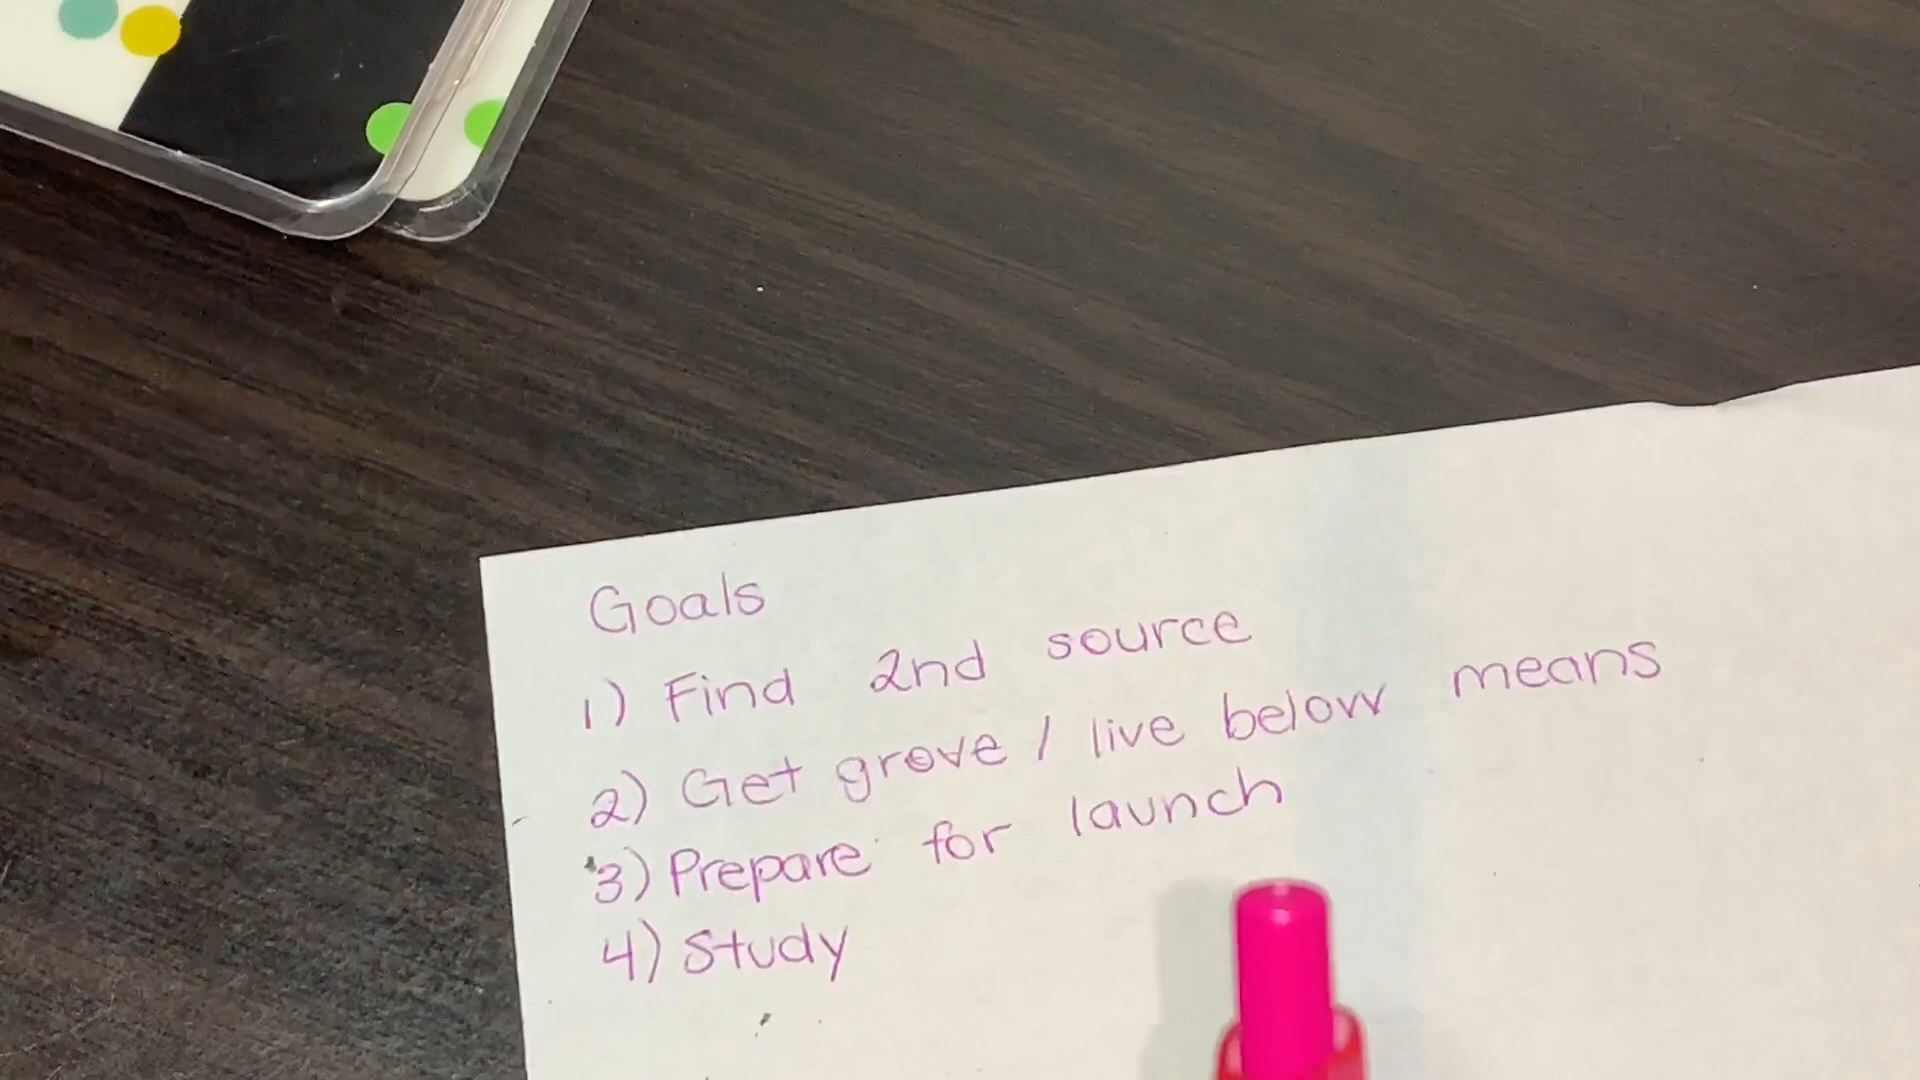 Goals
1) Find 2nd source
2) Get grove / live below means
3) Prepare for launch
4) Study